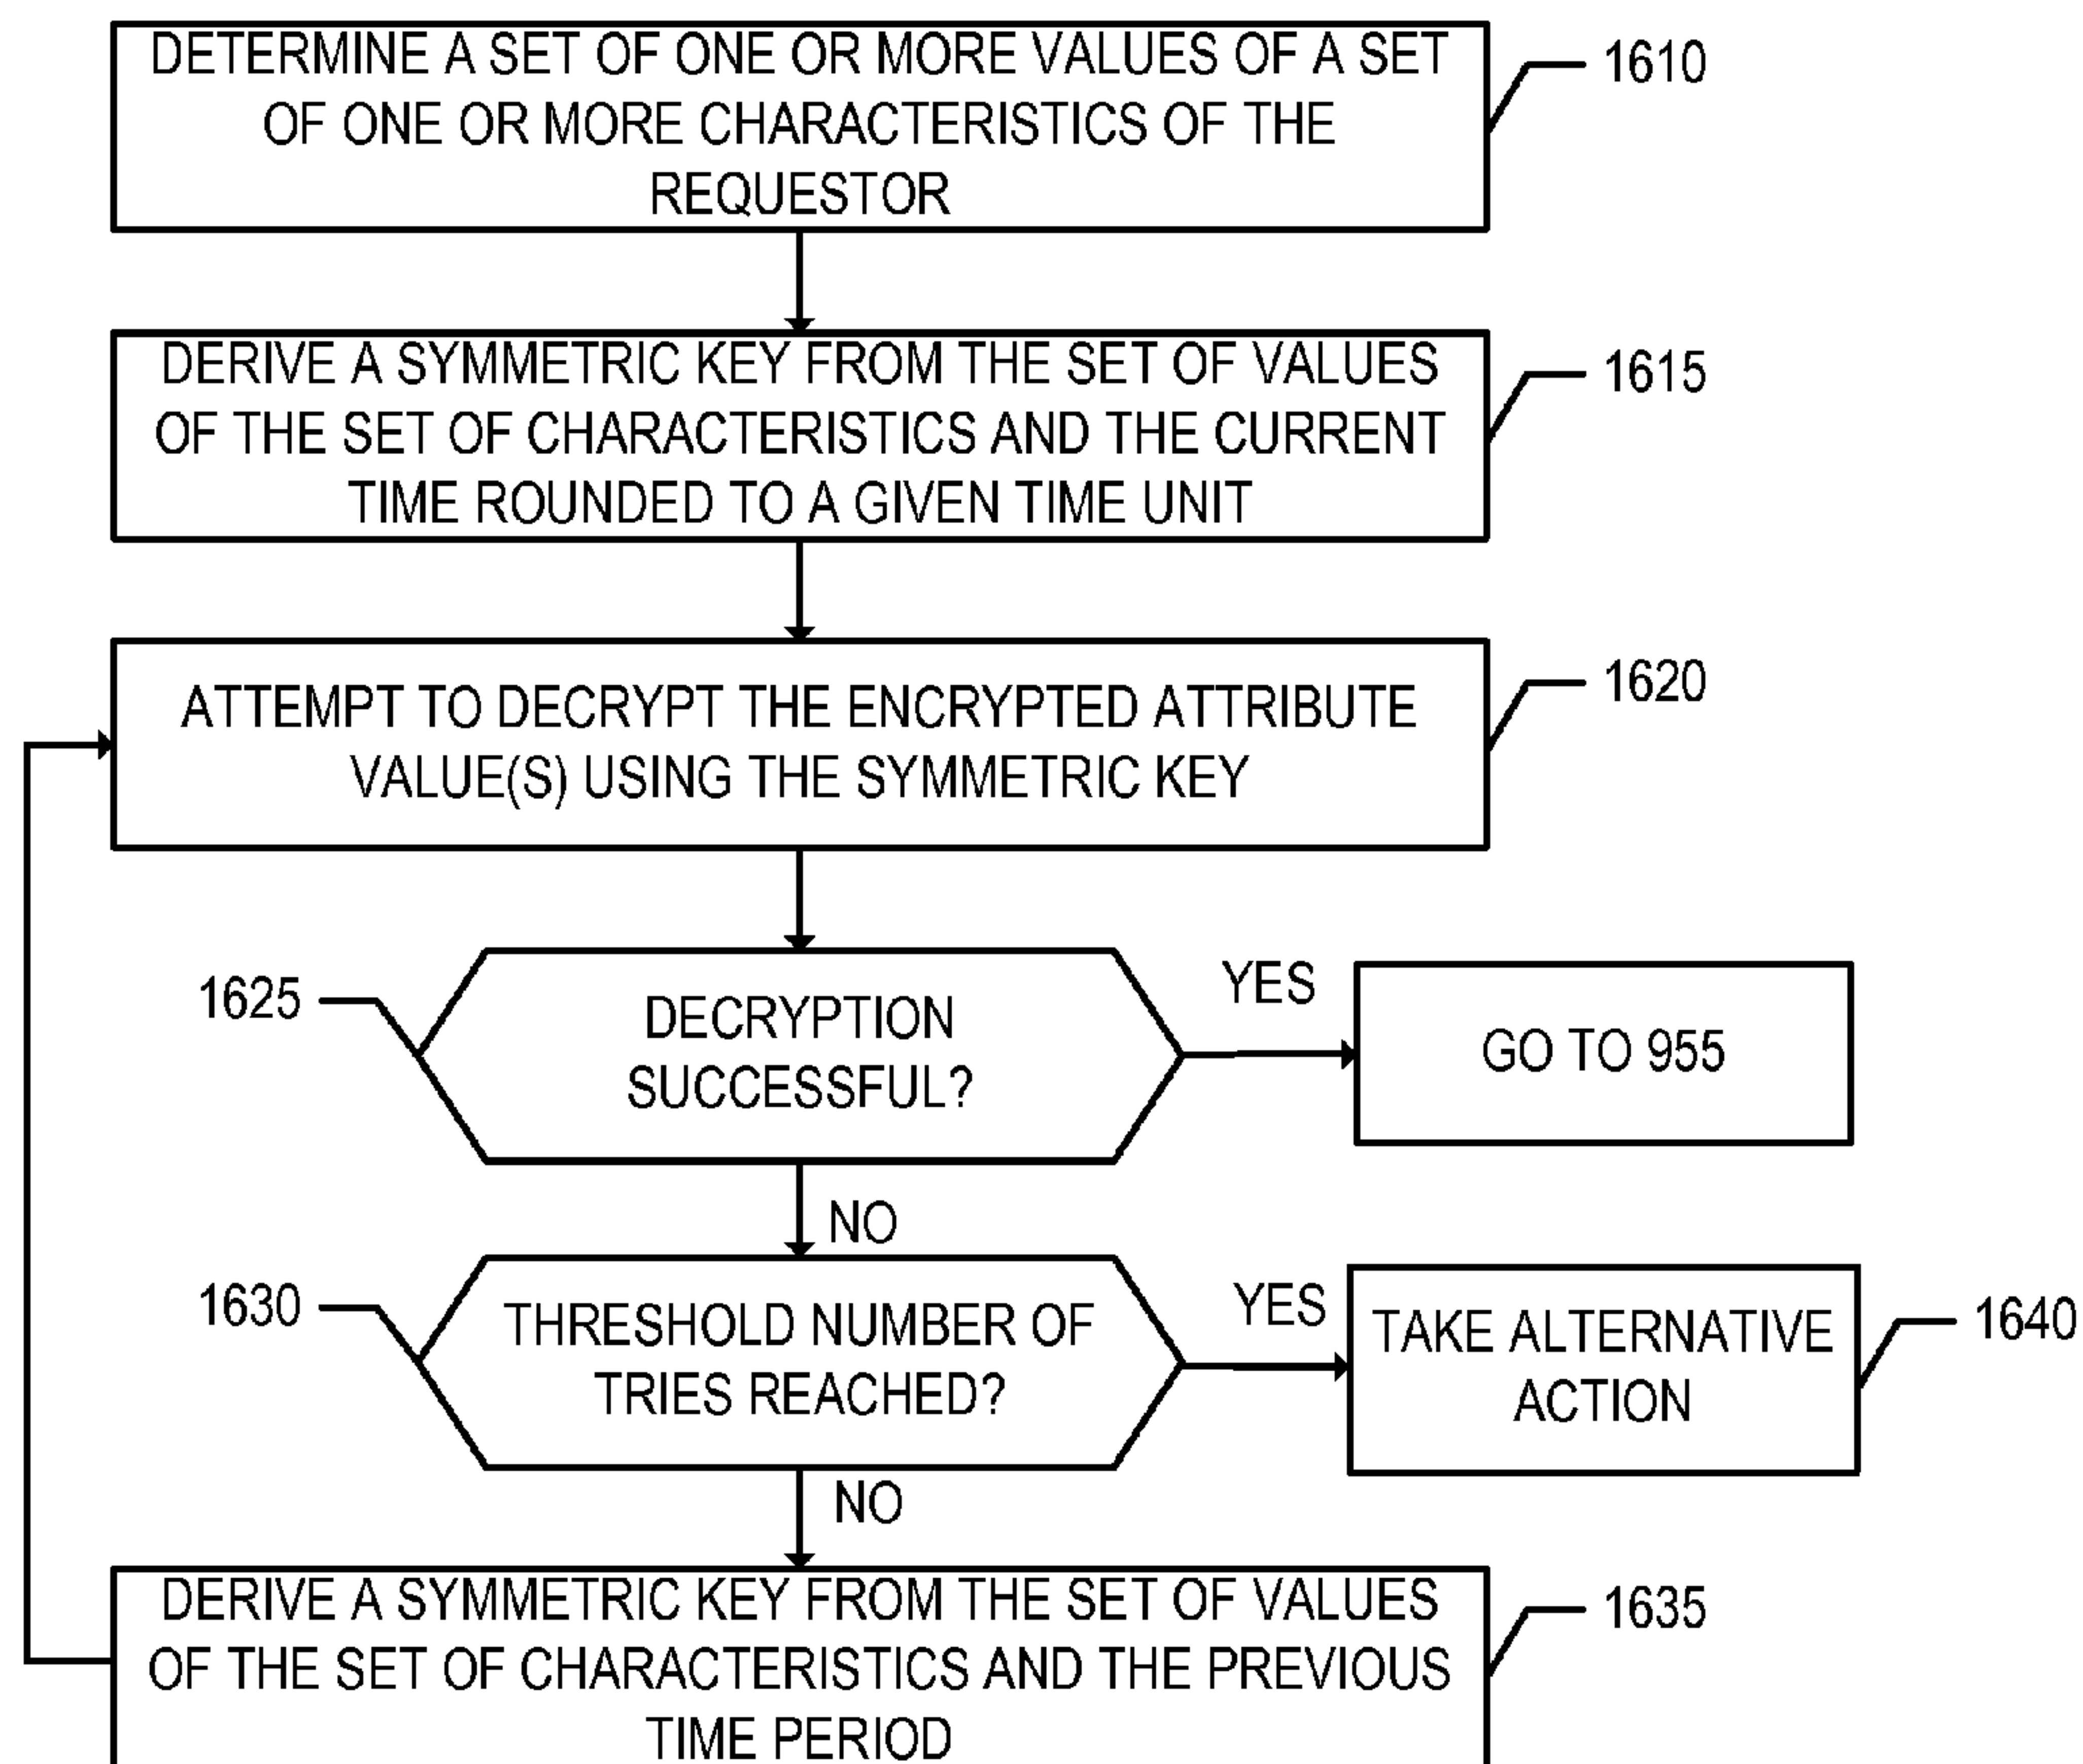 DETERMINE A SET OF ONE OR MORE VALUES OF A SET
OF ONE OR MORE CHARACTERISTICS OF THE
REQUESTOR
1610
DERIVE A SYMMETRIC KEY FROM THE SET OF VALUES
OF THE SET OF CHARACTERISTICS AND THE CURRENT
TIME ROUNDED TO A GIVEN TIME UNIT
1615
ATTEMPT TO DECRYPT THE ENCRYPTED ATTRIBUTE
VALUE(S) USING THE SYMMETRIC KEY
1620
1625
DECRYPTION
SUCCESSFUL?
YES
GO TO 955
NO
1630
THRESHOLD NUMBER OF
TRIES REACHED?
YES
TAKE ALTERNATIVE
ACTION
1640
NO
DERIVE A SYMMETRIC KEY FROM THE SET OF VALUES
OF THE SET OF CHARACTERISTICS AND THE PREVIOUS
TIME PERIOD
1635